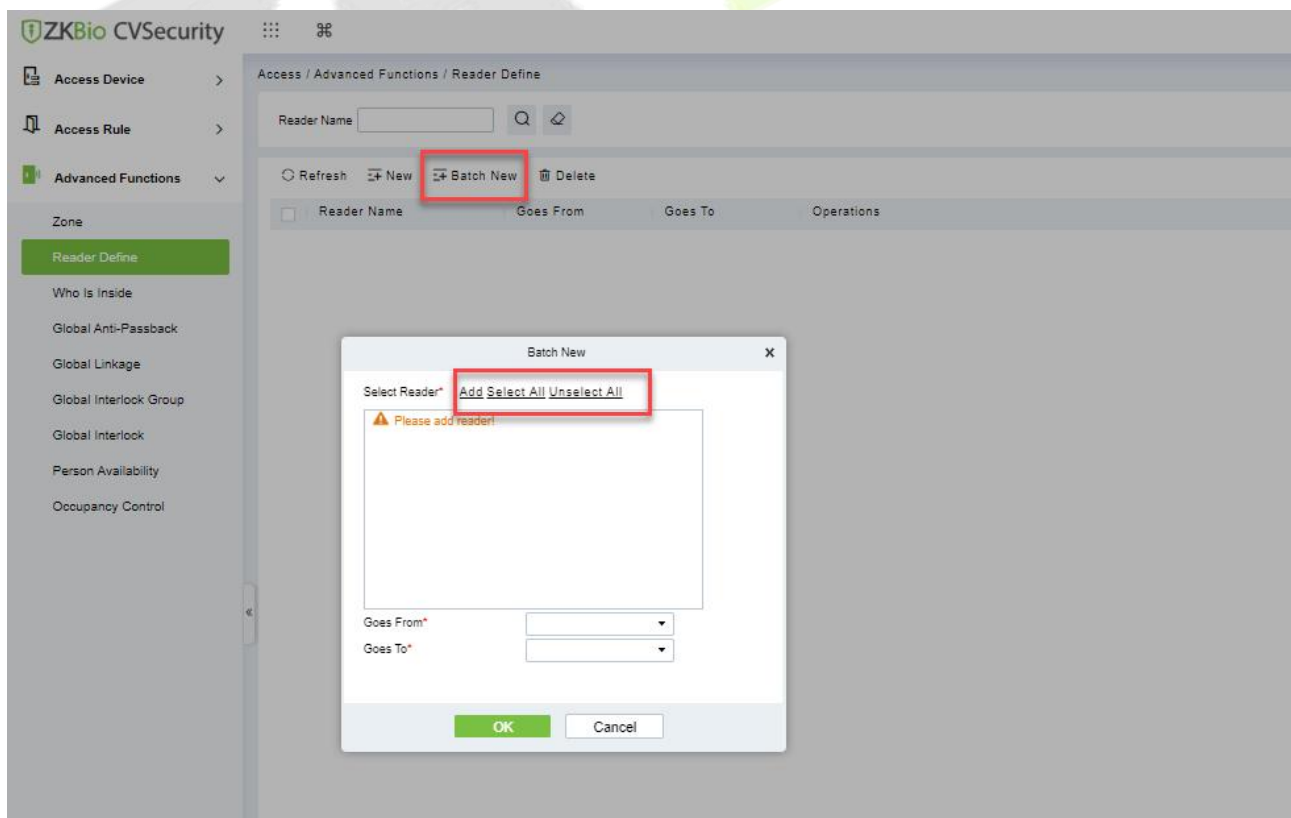 ZKBio CVSecurity
Access Device
Access Rule
Advanced Functions
Zone
Reader Define
Who Is Inside
Global Anti-Passback
Global Linkage
Global Interlock Group
Global Interlock
Person Availability
Occupancy Control
Access / Advanced Functions / Reader Define
Reader Name
Refresh New Batch New Delete
Reader Name Goes From Goes To Operations
Batch New x
Select Reader* Add Select All Unselect All
Please add reader!
Goes From*
Goes To*
OK Cancel